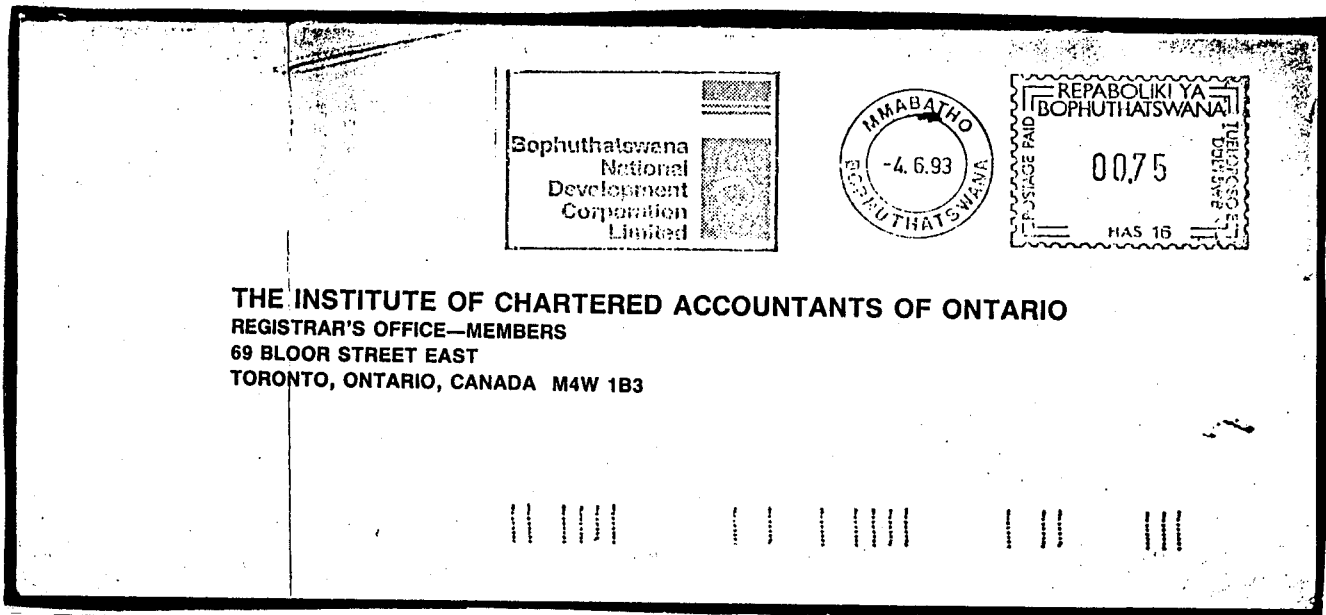 Bophuthatswana
National
Development
Corporation
Limited
MMABATHO
-4. 6.93
BOPHUTHATSWANA
REPABOLIKI YA
BOPHUTHATSWANA
POSTAGE PAID
00,75
HAS 16
THE INSTITUTE OF CHARTERED ACCOUNTANTS OF ONTARIO
REGISTRAR'S OFFICE—MEMBERS
69 BLOOR STREET EAST
TORONTO, ONTARIO, CANADA M4W 1B3